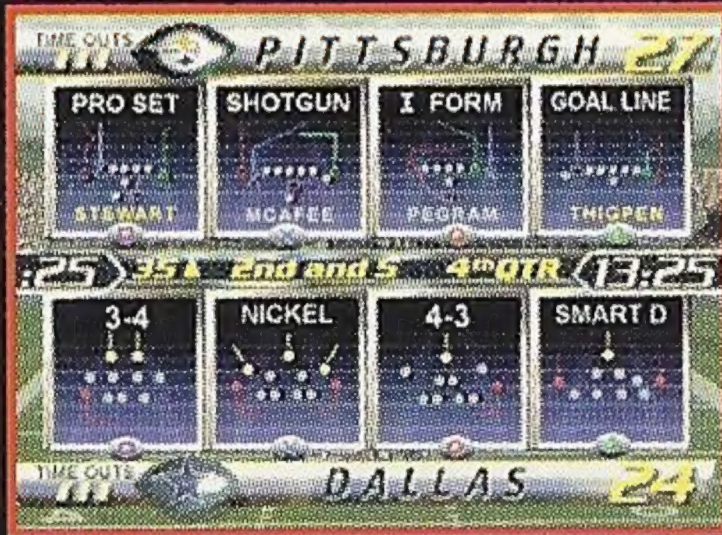 TIME OUTS
PITTSBURGH 27
PRO SET SHOTGUN I FORM GOAL LINE
STEWART MCAFEE PEGRAM THIGPEN
:25 35 2nd and 5 4th QTR 13:25
3-4 NICKEL 4-3 SMART D
TIME OUTS
DALLAS 24